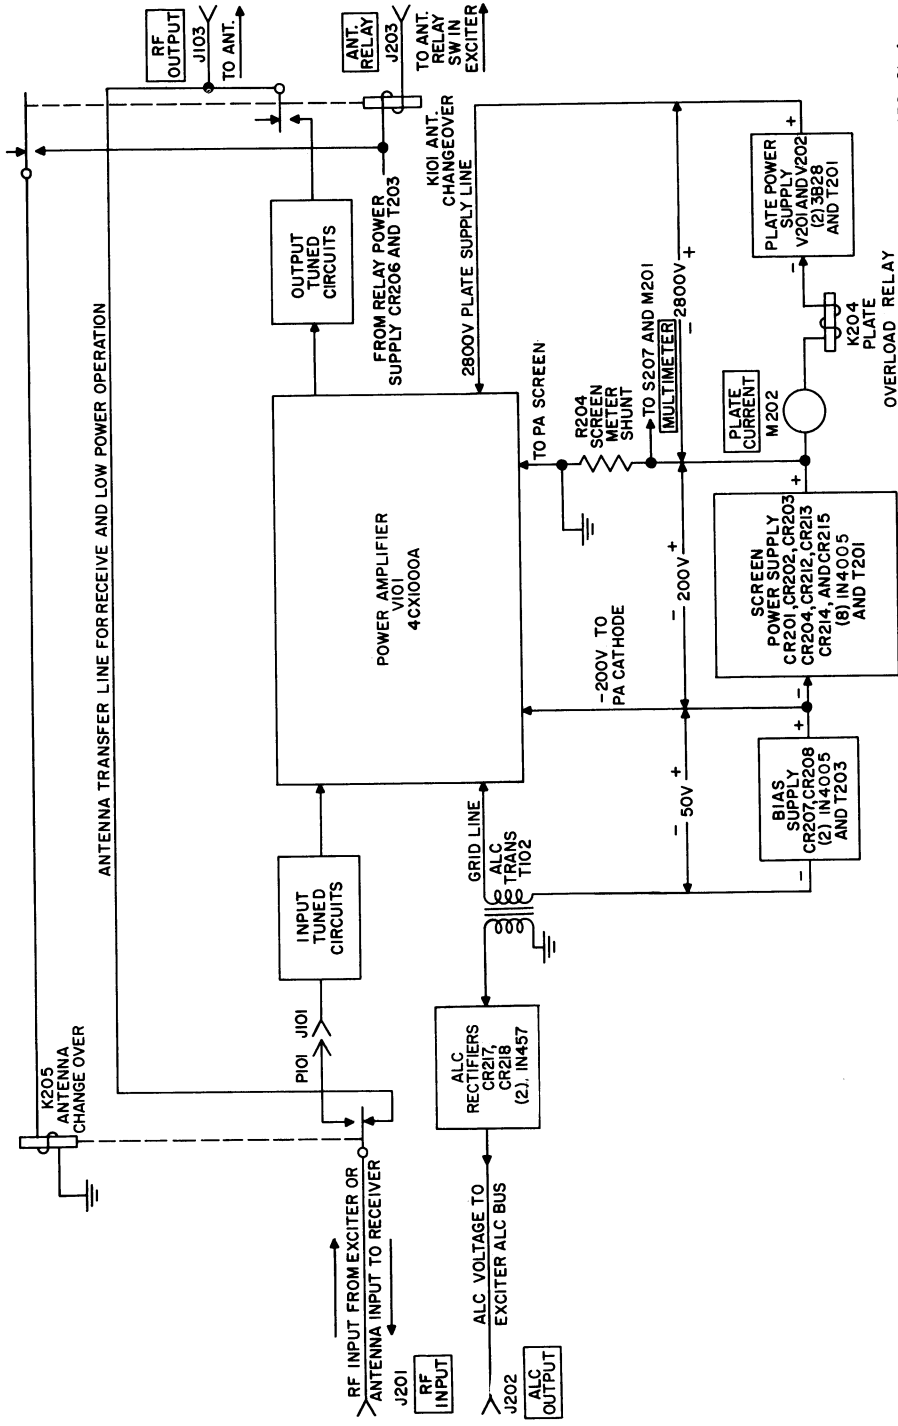 K205
ANTENNA
CHANGE OVER
ANTENNA TRANSFER LINE FOR RECEIVE AND LOW POWER OPERATION
RF
OUTPUT
J103
TO ANT.
ANT.
RELAY
J203
TO ANT.
RELAY
SW IN
EXCITER
RF INPUT FROM EXCITER OR
ANTENNA INPUT TO RECEIVER
J201
RF
INPUT
P101
J101
INPUT
TUNED
CIRCUITS
POWER AMPLIFIER
V101
4CX1000A
OUTPUT
TUNED
CIRCUITS
FROM RELAY POWER
SUPPLY CR206 AND T203
K101 ANT.
CHANGEOVER
2800V PLATE SUPPLY LINE
ALC VOLTAGE TO
EXCITER ALC BUS
J202
ALC
OUTPUT
ALC
RECTIFIERS
CR217,
CR218
(2). IN457
GRID LINE
ALC
TRANS
T102
-200V TO
PA CATHODE
TO PA SCREEN
R204
SCREEN
METER
SHUNT
TO S207 AND M201
MULTIMETER
- 50V +
- 200V +
- 2800V +
PLATE
CURRENT
M202
- +
BIAS
SUPPLY
CR207,CR208
(2) IN4005
AND T203
- +
SCREEN
POWER SUPPLY
CR201,CR202,CR203
CR204,CR212,CR213
CR214, AND CR215
(8) IN4005
AND T201
K204
PLATE
OVERLOAD RELAY
- +
PLATE POWER
SUPPLY
V201 AND V202
(2) 3B28
AND T201